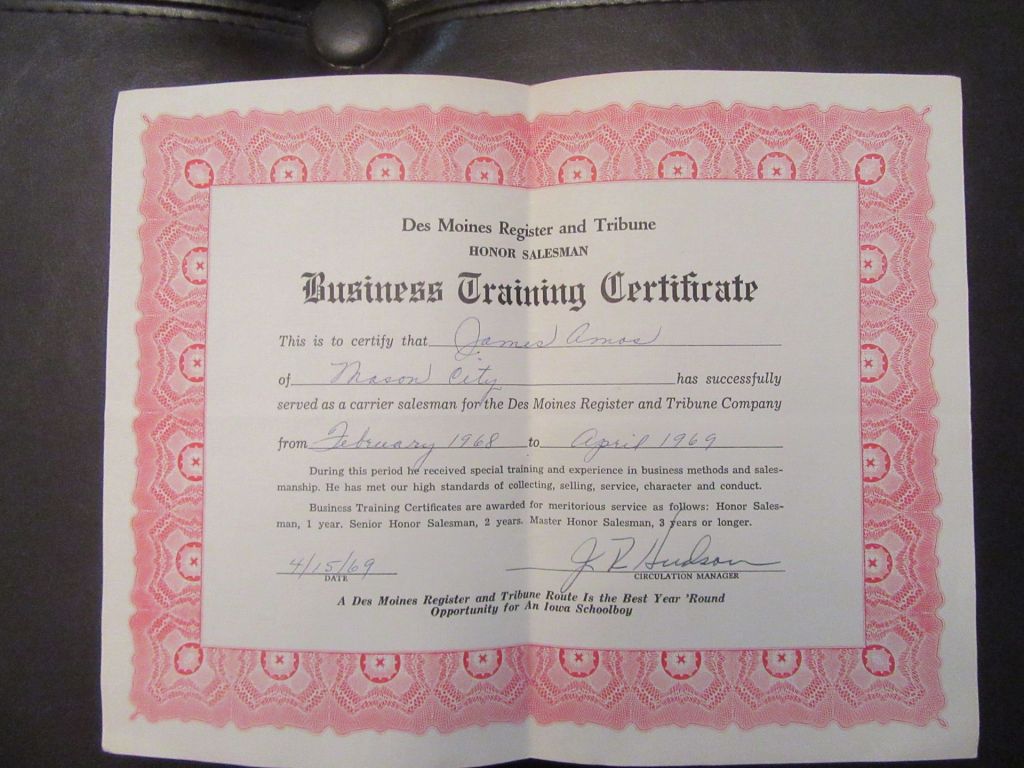 Des Moines Register and Tribune
HONOR SALESMAN
Business Training Certificate
This is to certify that James Amos
of Mason City has successfully
served as a carrier salesman for the Des Moines Register and Tribune Company
from February 1968 to April 1969
During this period he received special training and experience in business methods and sales-
manship. He has met our high standards of collecting, selling, service, character and conduct.
Business Training Certificates are awarded for meritorious service as follows: Honor Sales-
man, 1 year. Senior Honor Salesman, 2 years. Master Honor Salesman, 3 years or longer.
4/15/69 J R Hudson
DATE CIRCULATION MANAGER
A Des Moines Register and Tribune Route Is the Best Year 'Round
Opportunity for An Iowa Schoolboy